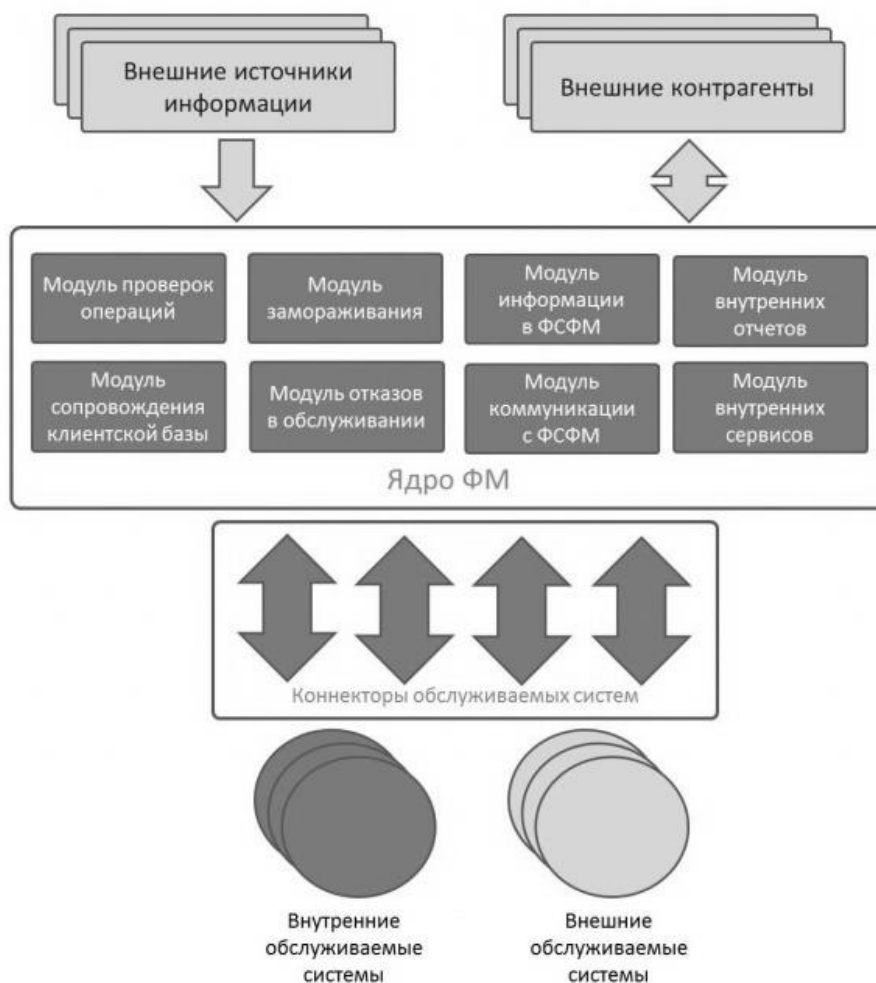 Внешние источники
информации
Внешние контрагенты
Модуль проверок
операций
Модуль
замораживания
Модуль
информации
в ФСФМ
Модуль
внутренних
отчетов
Модуль
сопровождения
клиентской базы
Модуль отказов
в обслуживании
Модуль
коммуникации
с ФСФМ
Модуль
внутренних
сервисов
Ядро ФМ
Коннекторы обслуживаемых систем
Внутренние
обслуживаемые
системы
Внешние
обслуживаемые
системы